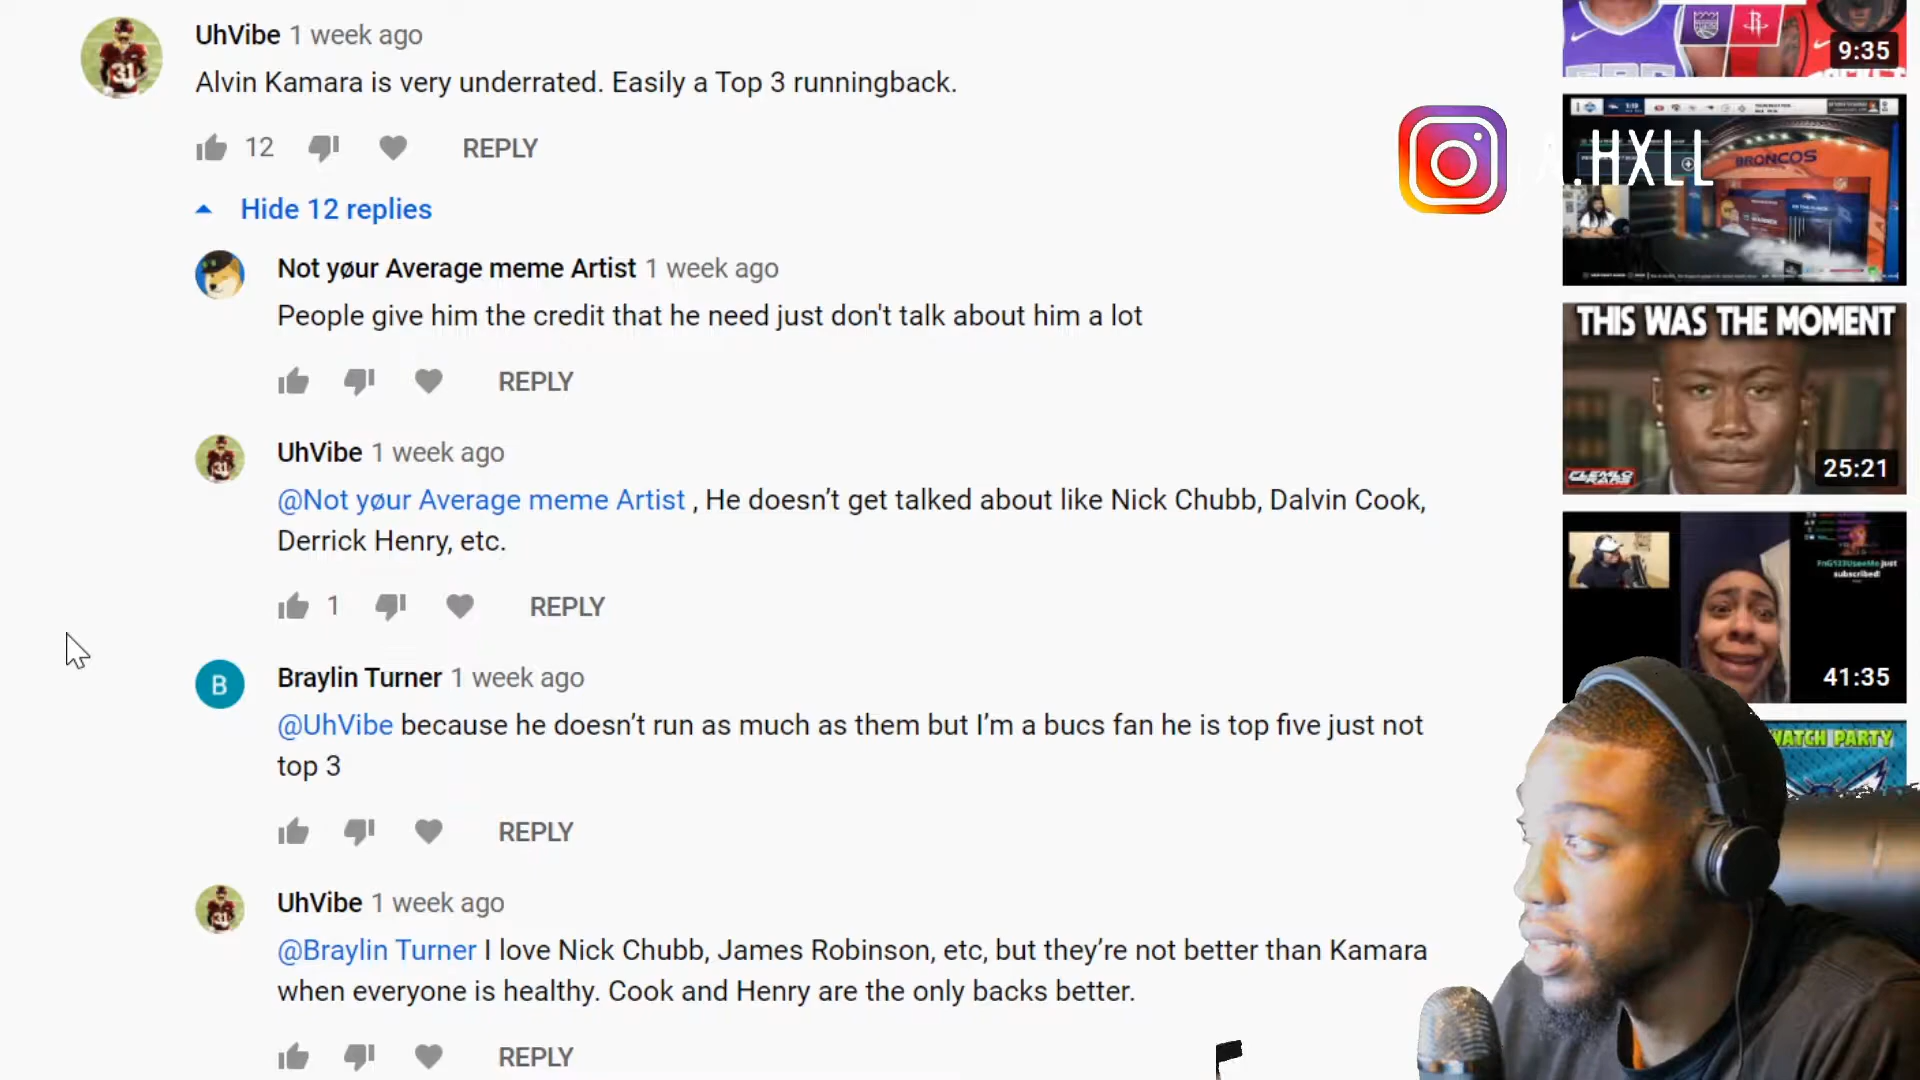 UhVibe 1 week ago
Alvin Kamara is very underrated. Easily a Top 3 runningback.
12 REPLY
Hide 12 replies
Not yøur Average meme Artist 1 week ago
People give him the credit that he need just don't talk about him a lot
REPLY
UhVibe 1 week ago
@Not yøur Average meme Artist , He doesn’t get talked about like Nick Chubb, Dalvin Cook,
Derrick Henry, etc.
1 REPLY
B
Braylin Turner 1 week ago
@UhVibe because he doesn’t run as much as them but I’m a bucs fan he is top five just not
top 3
REPLY
UhVibe 1 week ago
@Braylin Turner I love Nick Chubb, James Robinson, etc, but they’re not better than Kamara
when everyone is healthy. Cook and Henry are the only backs better.
REPLY
31
31
31
.HXLL
9:35
BRONCOS
THIS WAS THE MOMENT
25:21
just
subscribed!
41:35
WATCH PARTY